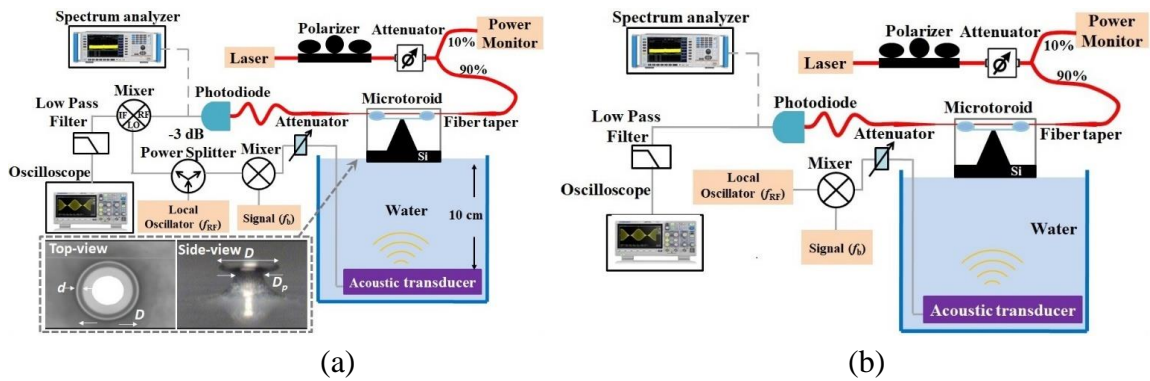 Spectrum analyzer
Polarizer
Attenuator
Power
Monitor
10%
Laser
90%
Low Pass
Filter
Mixer
Photodiode
Microtoroid
IF
RF
LO
-3 dB
Attenuator
Fiber taper
Power Splitter
Mixer
Si
Oscilloscope
Local
Oscillator (fRF)
Signal (fb)
Water
10 cm
Top-view
Side-view
D
d
D
Dp
Acoustic transducer
(a)
Spectrum analyzer
Polarizer
Attenuator
Power
Monitor
10%
Laser
90%
Photodiode
Microtoroid
Low Pass
Filter
Attenuator
Fiber taper
Mixer
Si
Oscilloscope
Local
Oscillator (fRF)
Signal (fb)
Water
Acoustic transducer
(b)